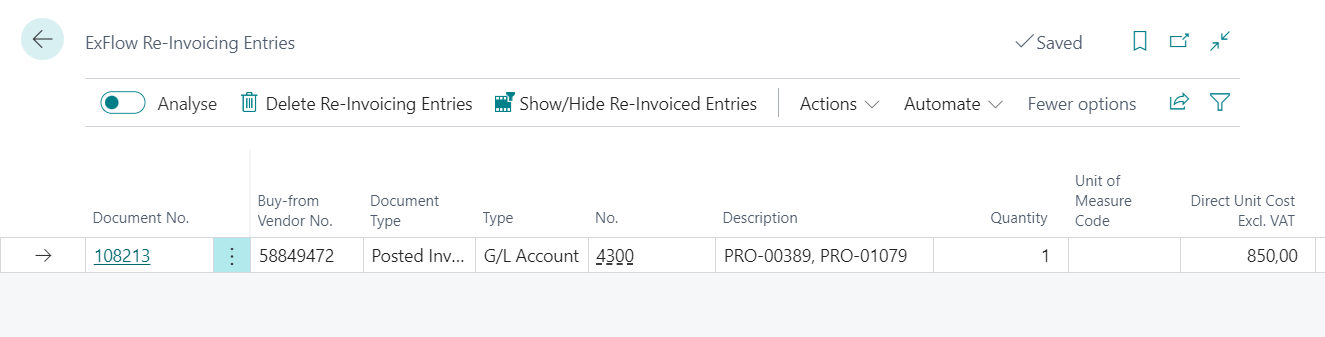 ExFlow Re-Invoicing Entries
Saved
Analyse Delete Re-Invoicing Entries Show/Hide Re-Invoiced Entries Actions Automate Fewer options
Document No.
Buy-from
Vendor No.
Document
Type
Type
No.
Description
Quantity
Unit of
Measure
Code
Direct Unit Cost
Excl. VAT
108213 58849472 Posted Inv... G/L Account 4300 PRO-00389, PRO-01079 1 850,00